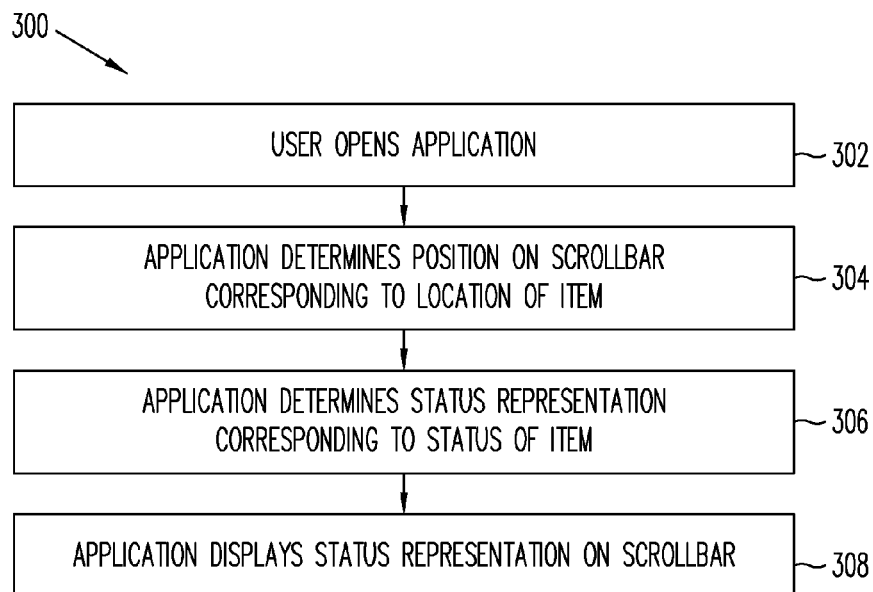 300
USER OPENS APPLICATION
302
APPLICATION DETERMINES POSITION ON SCROLLBAR
CORRESPONDING TO LOCATION OF ITEM
304
APPLICATION DETERMINES STATUS REPRESENTATION
CORRESPONDING TO STATUS OF ITEM
306
APPLICATION DISPLAYS STATUS REPRESENTATION ON SCROLLBAR
308